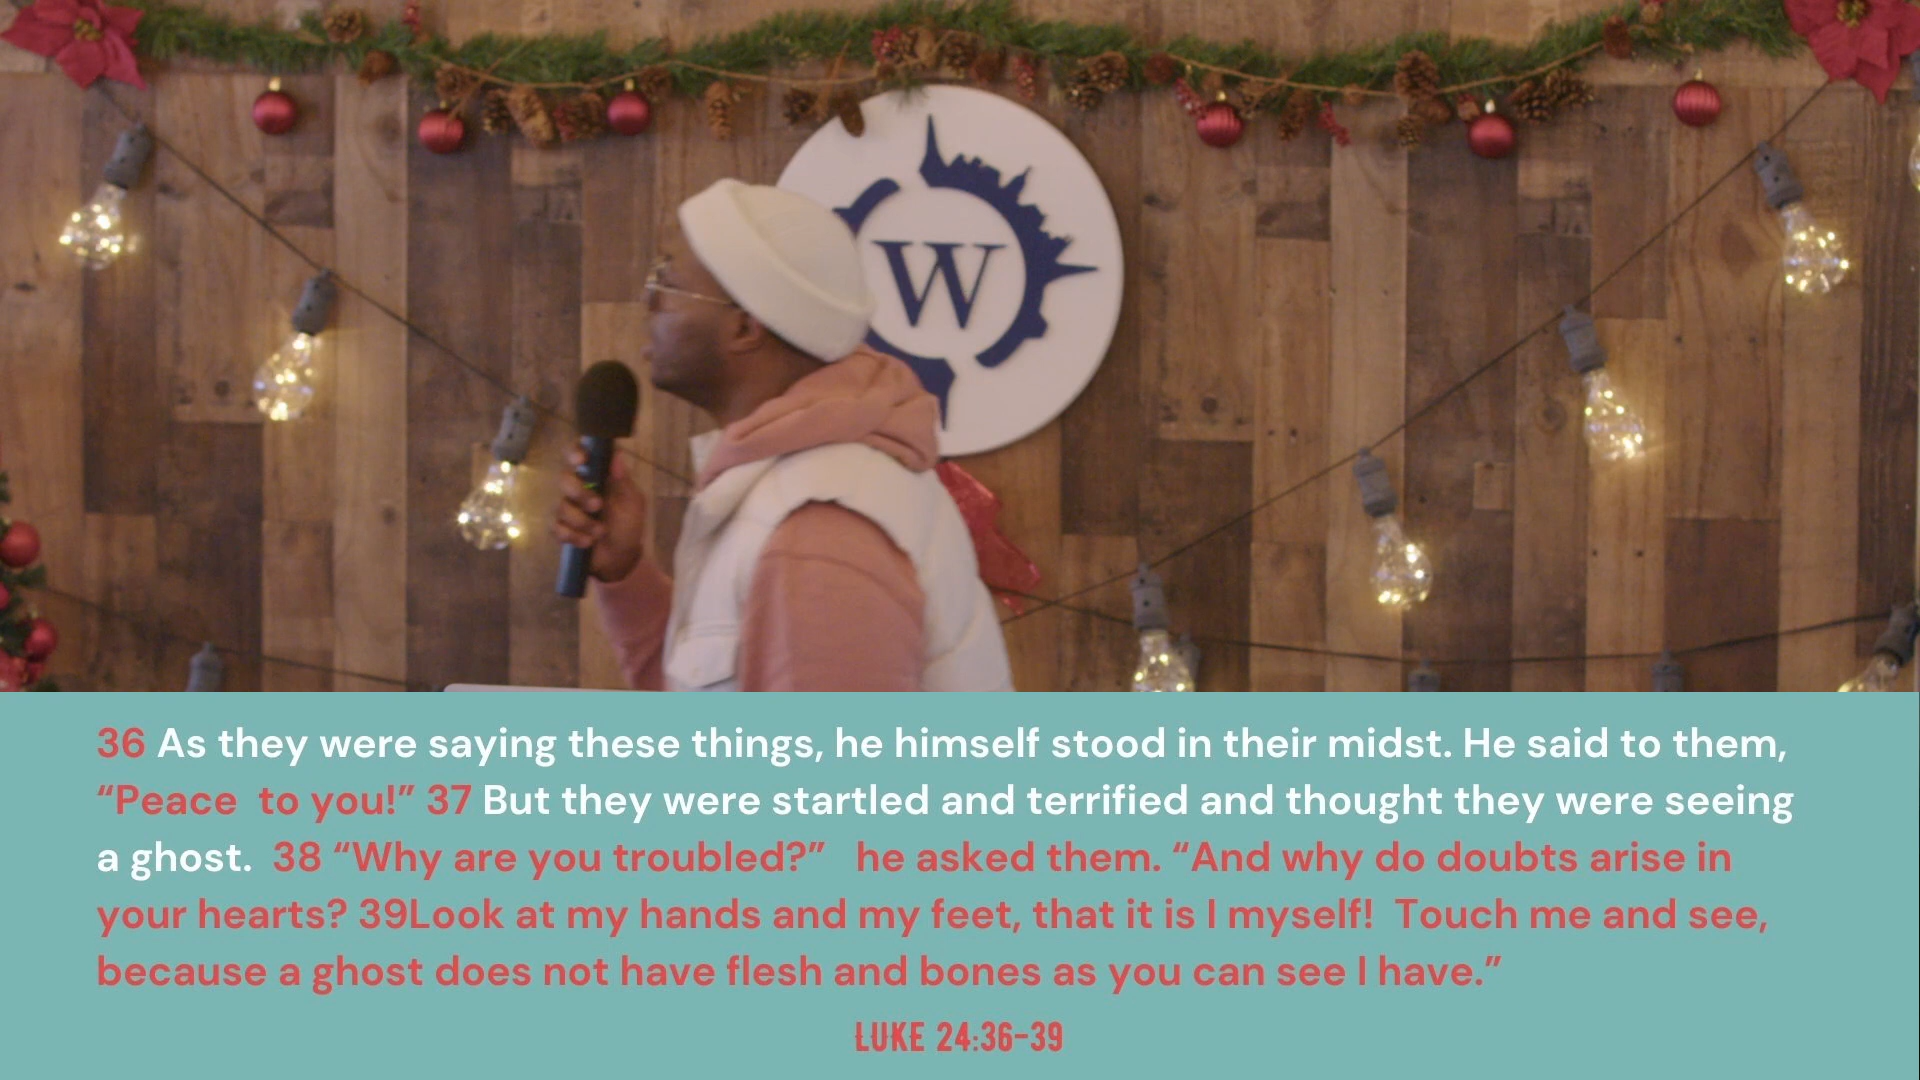 W
36 As they were saying these things, he himself stood in their midst. He said to them,
“Peace  to you!” 37 But they were startled and terrified and thought they were seeing
a ghost.  38 “Why are you troubled?”   he asked them. “And why do doubts arise in
your hearts? 39Look at my hands and my feet, that it is I myself!  Touch me and see,
because a ghost does not have flesh and bones as you can see I have.”
LUKE 24:36-39